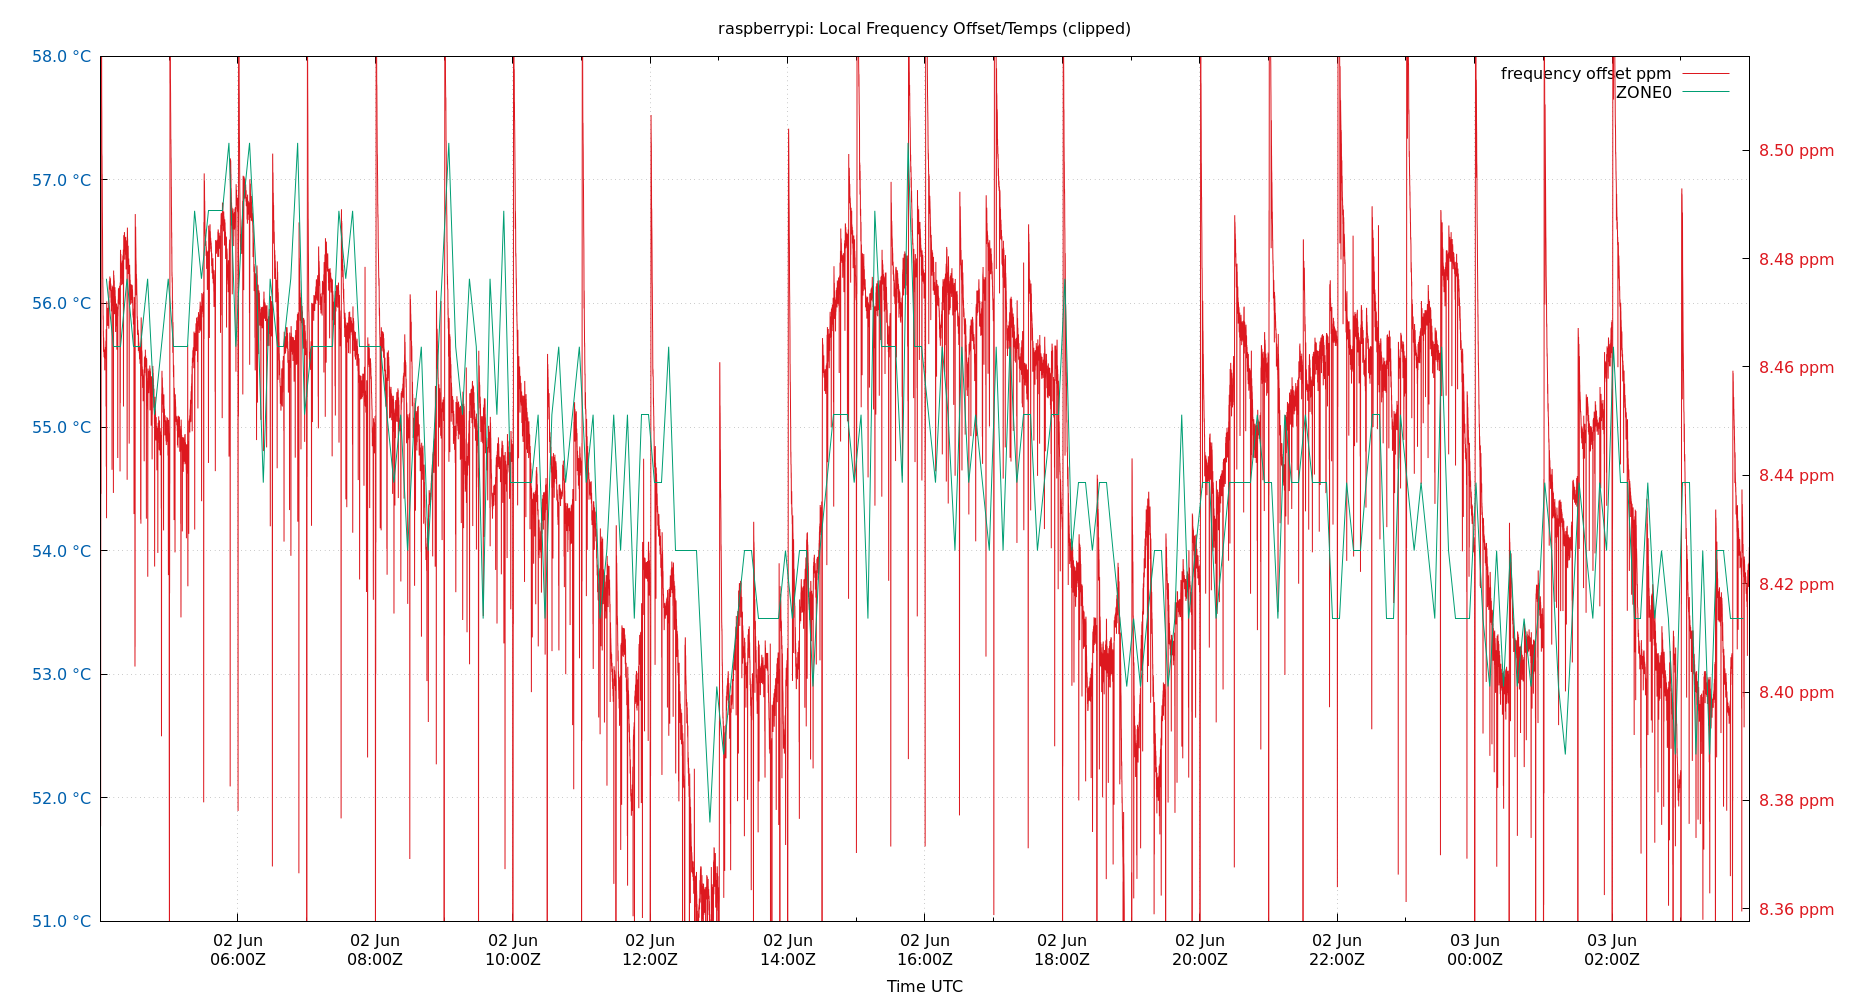 raspberrypi: Local Frequency Offset/Temps (clipped)
58.0 °C
57.0 °C
56.0 °C
55.0 °C
54.0 °C
53.0 °C
52.0 °C
51.0 °C
frequency offset ppm
ZONE0
8.50 ppm
8.48 ppm
8.46 ppm
8.44 ppm
8.42 ppm
8.40 ppm
8.38 ppm
8.36 ppm
02 Jun
06:00Z
02 Jun
08:00Z
02 Jun
10:00Z
02 Jun
12:00Z
02 Jun
14:00Z
02 Jun
16:00Z
02 Jun
18:00Z
02 Jun
20:00Z
02 Jun
22:00Z
03 Jun
00:00Z
03 Jun
02:00Z
Time UTC